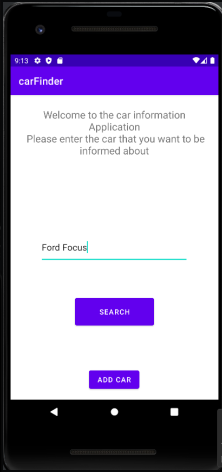 9:13
carFinder
Welcome to the car information
Application
Please enter the car that you want to be
informed about
Ford Focus
SEARCH
ADD CAR